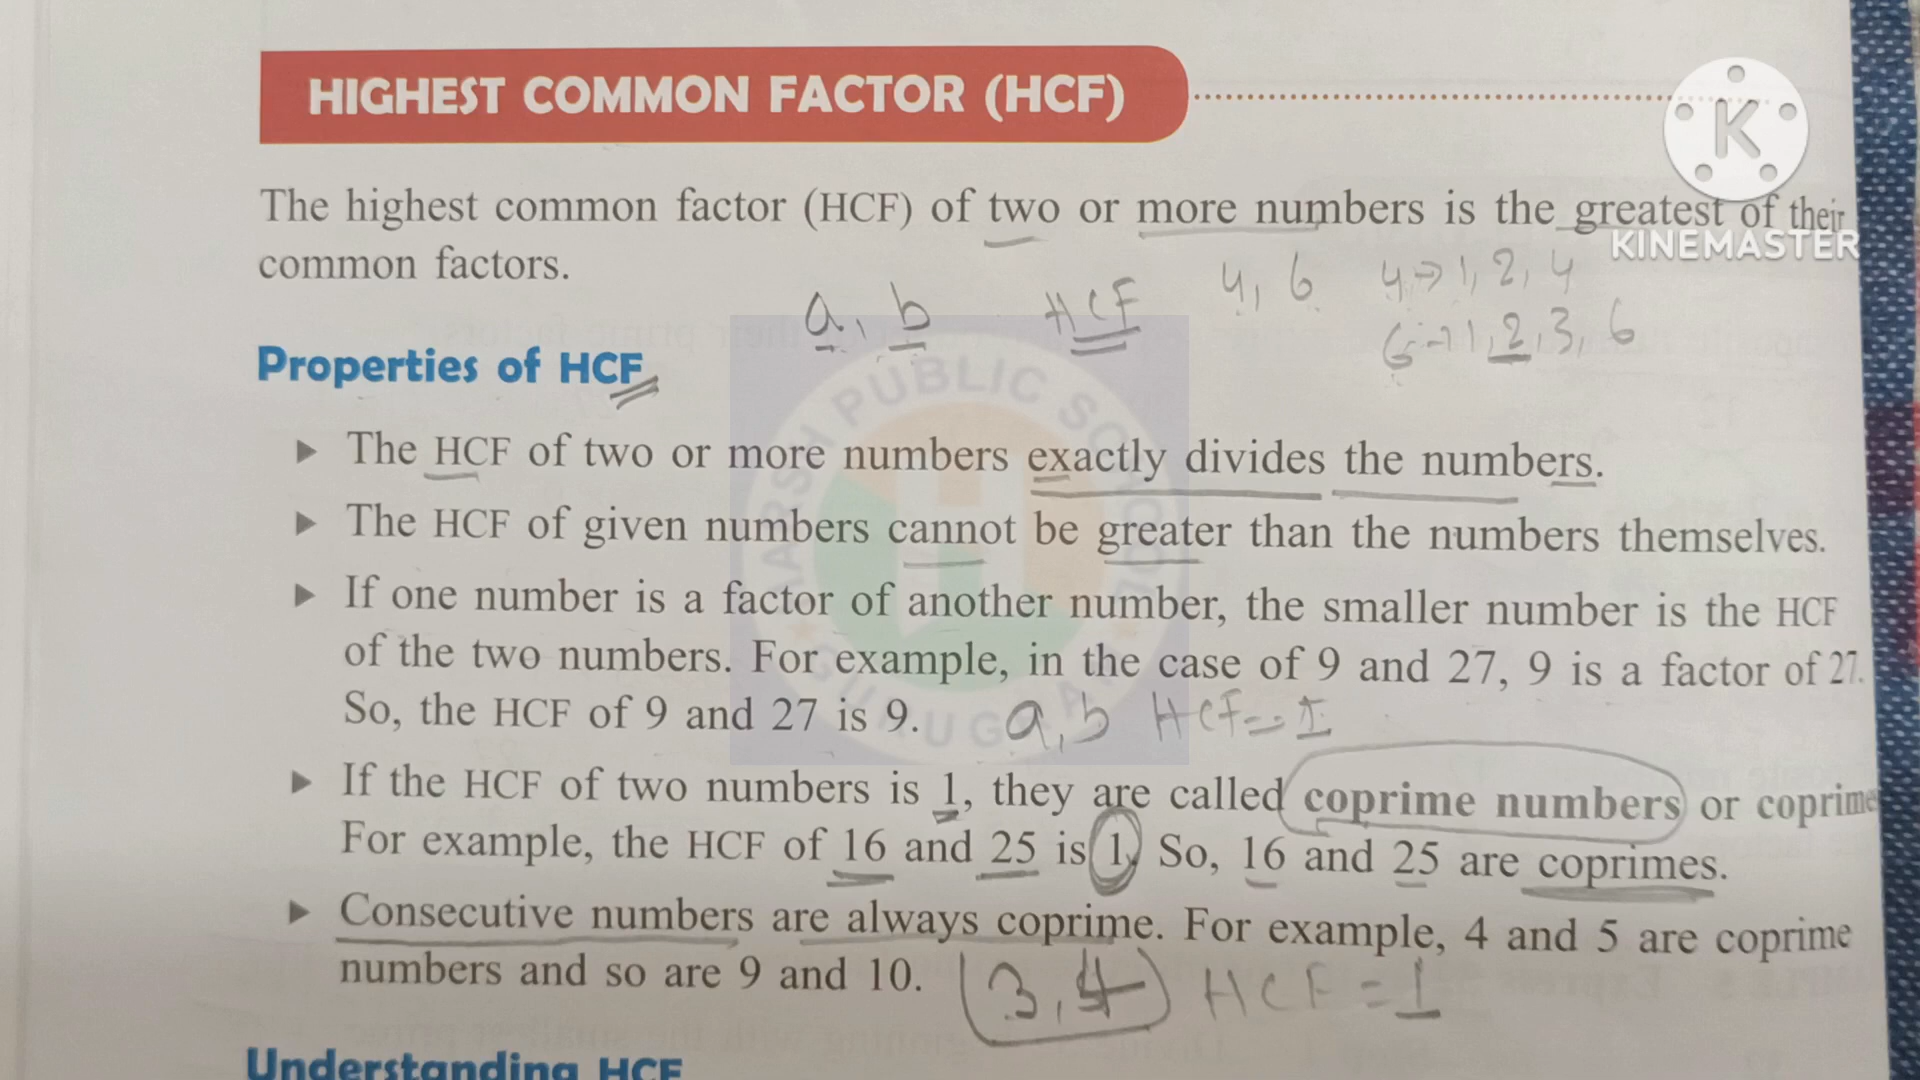 HIGHEST COMMON FACTOR (HCF)
K
KINEMASTER
The highest common factor (HCF) of two or more numbers is the greatest of their
common factors.
a, b HCF 4, 6 4→1, 2, 4
6→1, 2, 3, 6
Properties of HCF
▶ The HCF of two or more numbers exactly divides the numbers.
▶ The HCF of given numbers cannot be greater than the numbers themselves.
▶ If one number is a factor of another number, the smaller number is the HCF
of the two numbers. For example, in the case of 9 and 27, 9 is a factor of 27.
So, the HCF of 9 and 27 is 9. a, b HCF = 1
▶ If the HCF of two numbers is 1, they are called coprime numbers or coprime
For example, the HCF of 16 and 25 is 1. So, 16 and 25 are coprimes.
▶ Consecutive numbers are always coprime. For example, 4 and 5 are coprime
numbers and so are 9 and 10. (3, 4) HCF = 1
Understanding HCF
PUBLIC